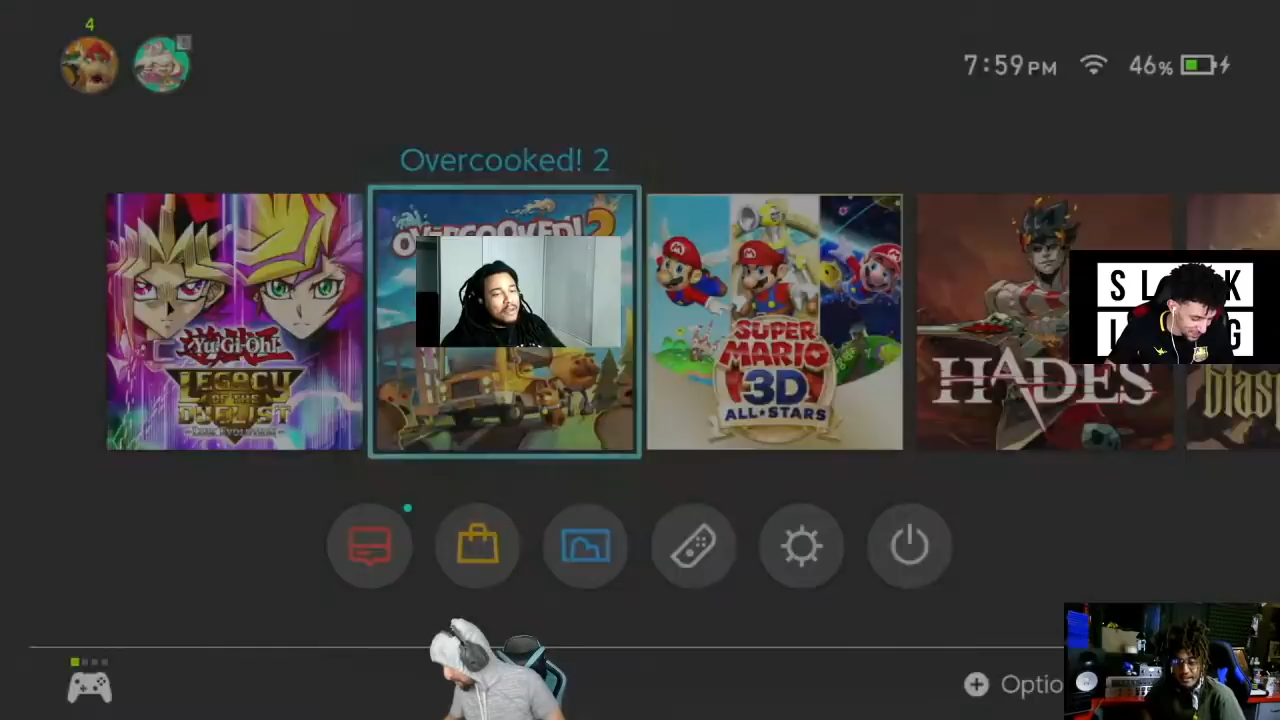 4
7:59 PM
46%
Overcooked! 2
OVERCOOKED! 2
Yu-Gi-Oh!
LEGACY
OF THE
DUELIST
SUPER
MARIO
3D
ALL★STARS
HADES
S L K
L G
Blas
Optio